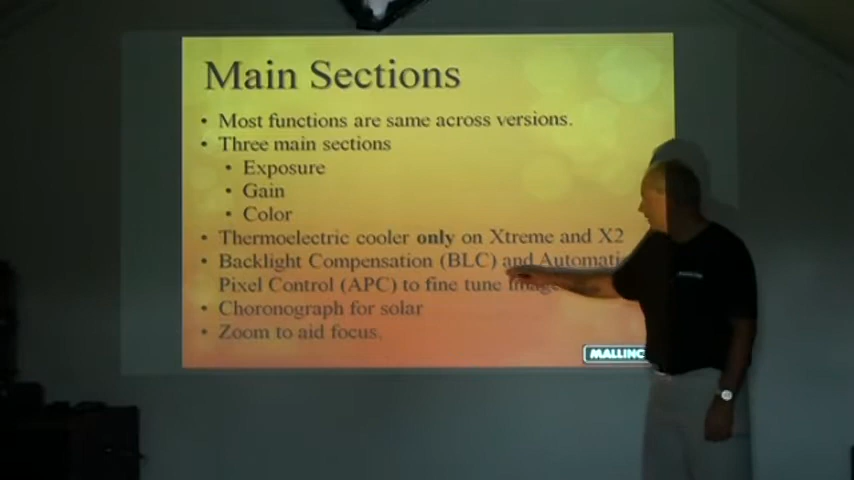 Main Sections
• Most functions are same across versions.
• Three main sections
• Exposure
• Gain
• Color
• Thermoelectric cooler only on Xtreme and X2
• Backlight Compensation (BLC) and
Pixel Control (APC) to fine tune
• Choronograph for solar
• Zoom to aid focus.